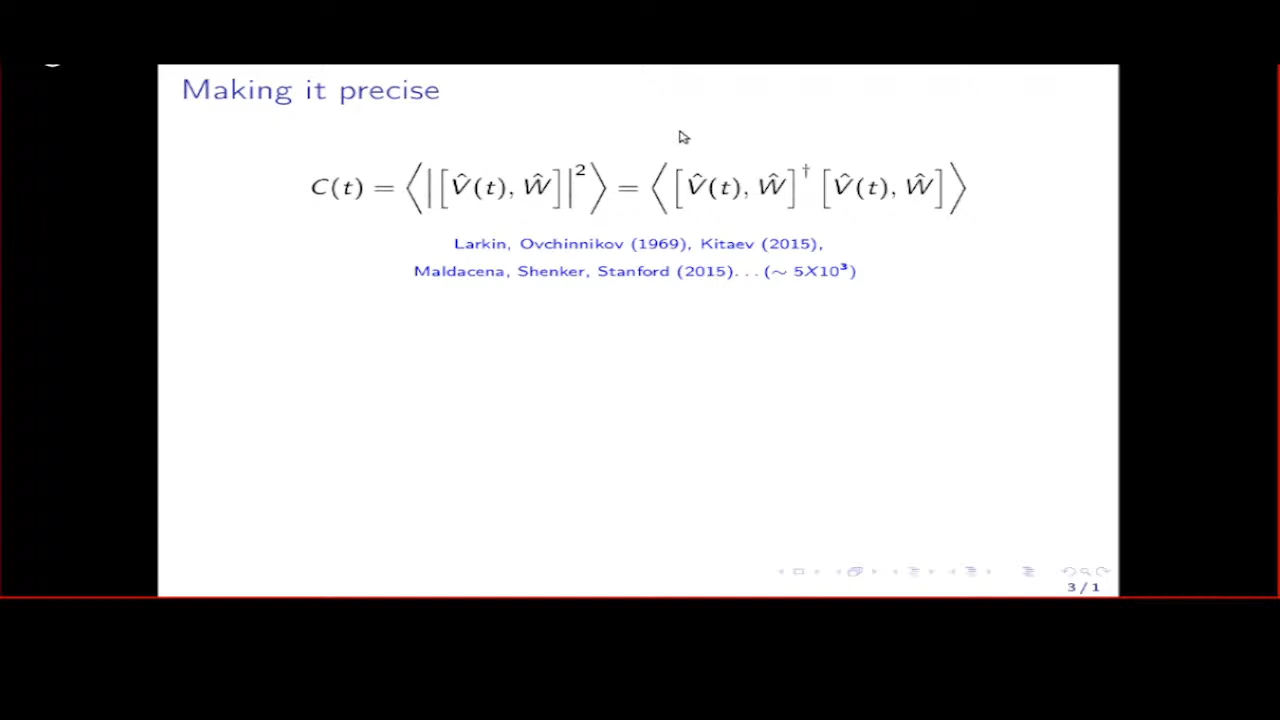 Making it precise
C(t) = ⟨|[V̂(t), Ŵ]|²⟩ = ⟨[V̂(t), Ŵ]† [V̂(t), Ŵ]⟩
Larkin, Ovchinnikov (1969), Kitaev (2015),
Maldacena, Shenker, Stanford (2015)...(∼ 5X10³)
3 / 1